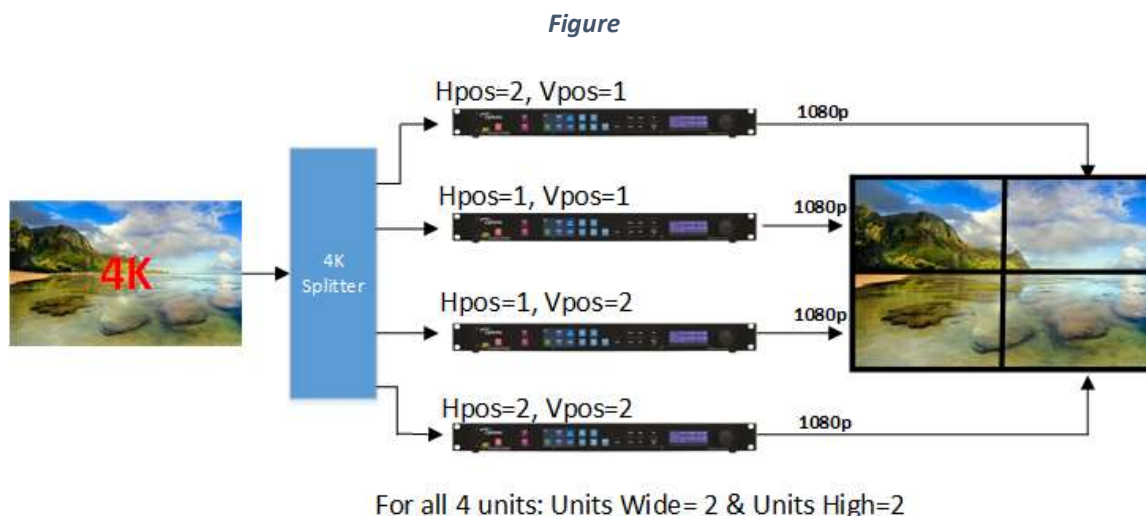 Figure
Hpos=2, Vpos=1
1080p
Hpos=1, Vpos=1
1080p
4K
4K
Splitter
Hpos=1, Vpos=2
1080p
Hpos=2, Vpos=2
1080p
For all 4 units: Units Wide= 2 & Units High=2